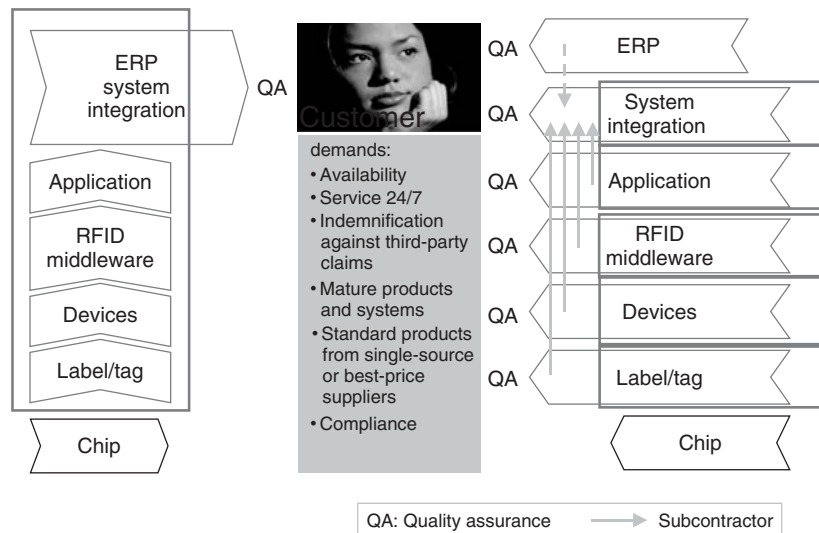 ERP
system
integration
QA
Application
RFID
middleware
Devices
Label/tag
Chip
Customer
demands:
• Availability
• Service 24/7
• Indemnification
against third-party
claims
• Mature products
and systems
• Standard products
from single-source
or best-price
suppliers
• Compliance
QA
ERP
QA
System
integration
QA
Application
QA
RFID
middleware
QA
Devices
QA
Label/tag
Chip
QA: Quality assurance
Subcontractor